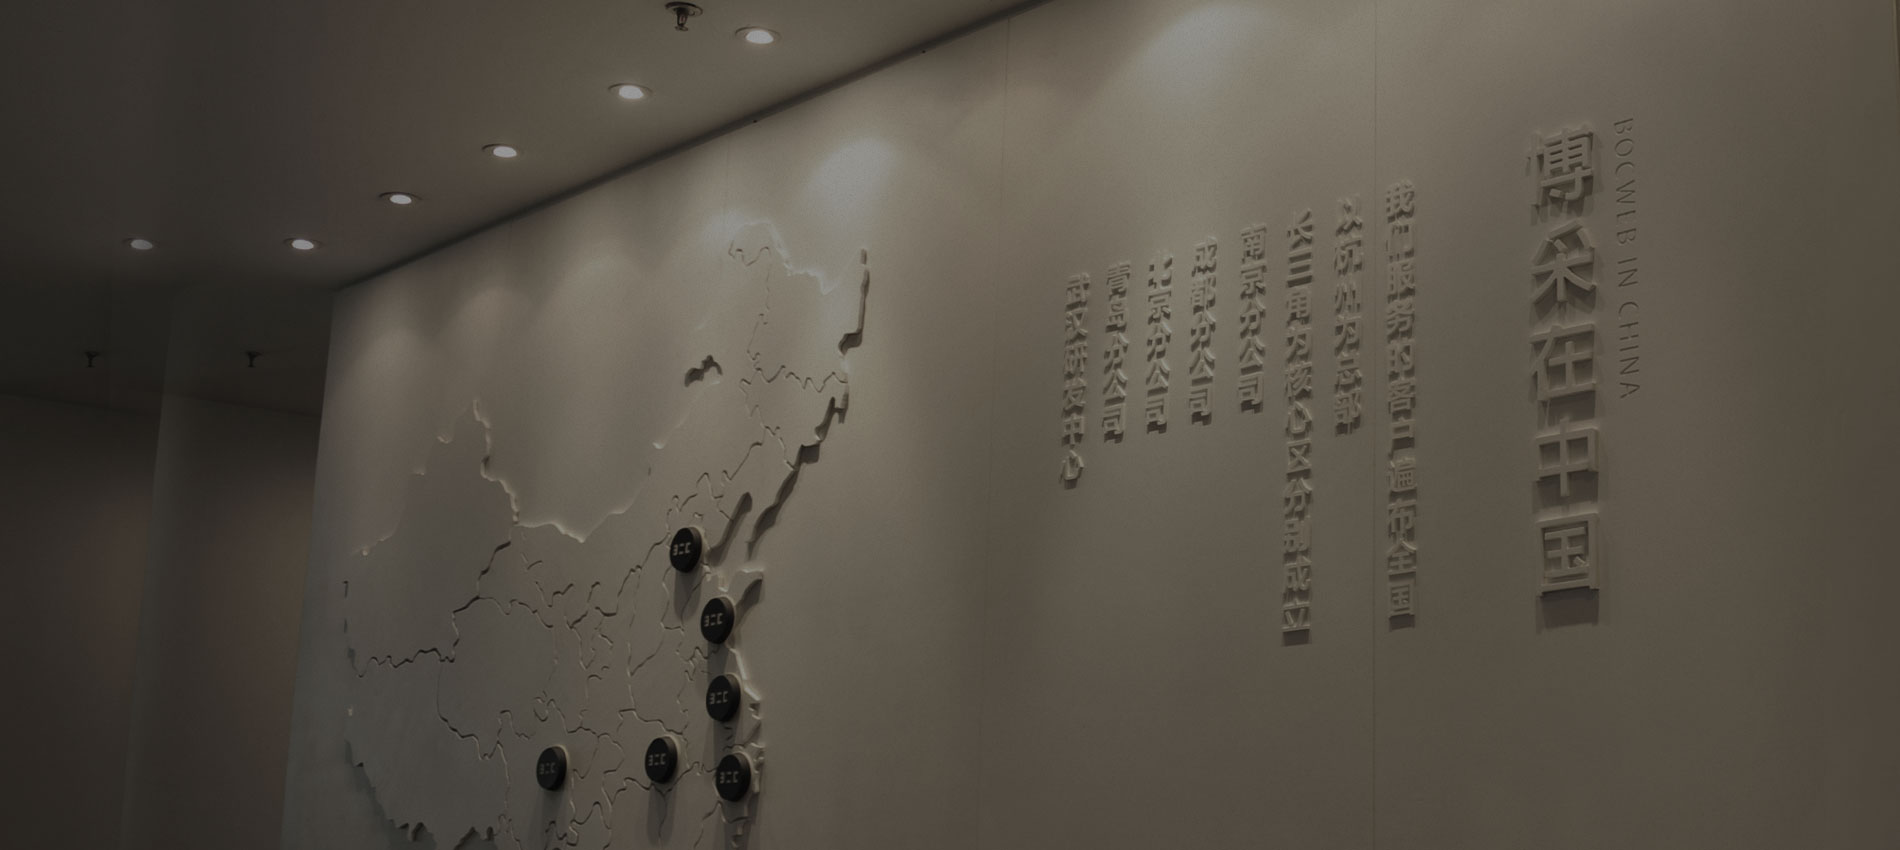 博采在中国
BOCWEB IN CHINA
我们服务的客户遍布全国
以杭州为总部
长三角为核心区分别成立
南京分公司
成都分公司
北京分公司
青岛分公司
武汉研发中心